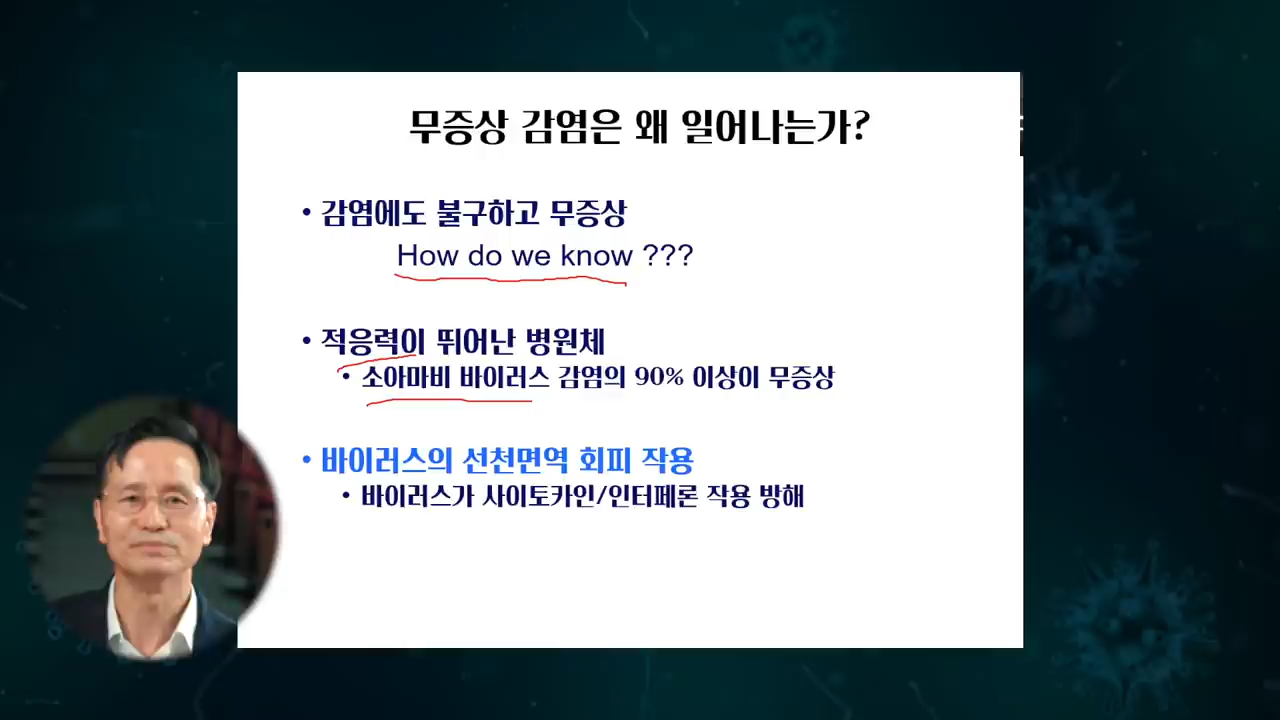 무증상 감염은 왜 일어나는가?
• 감염에도 불구하고 무증상
How do we know ???
• 적응력이 뛰어난 병원체
• 소아마비 바이러스 감염의 90% 이상이 무증상
• 바이러스의 선천면역 회피 작용
• 바이러스가 사이토카인/인터페론 작용 방해